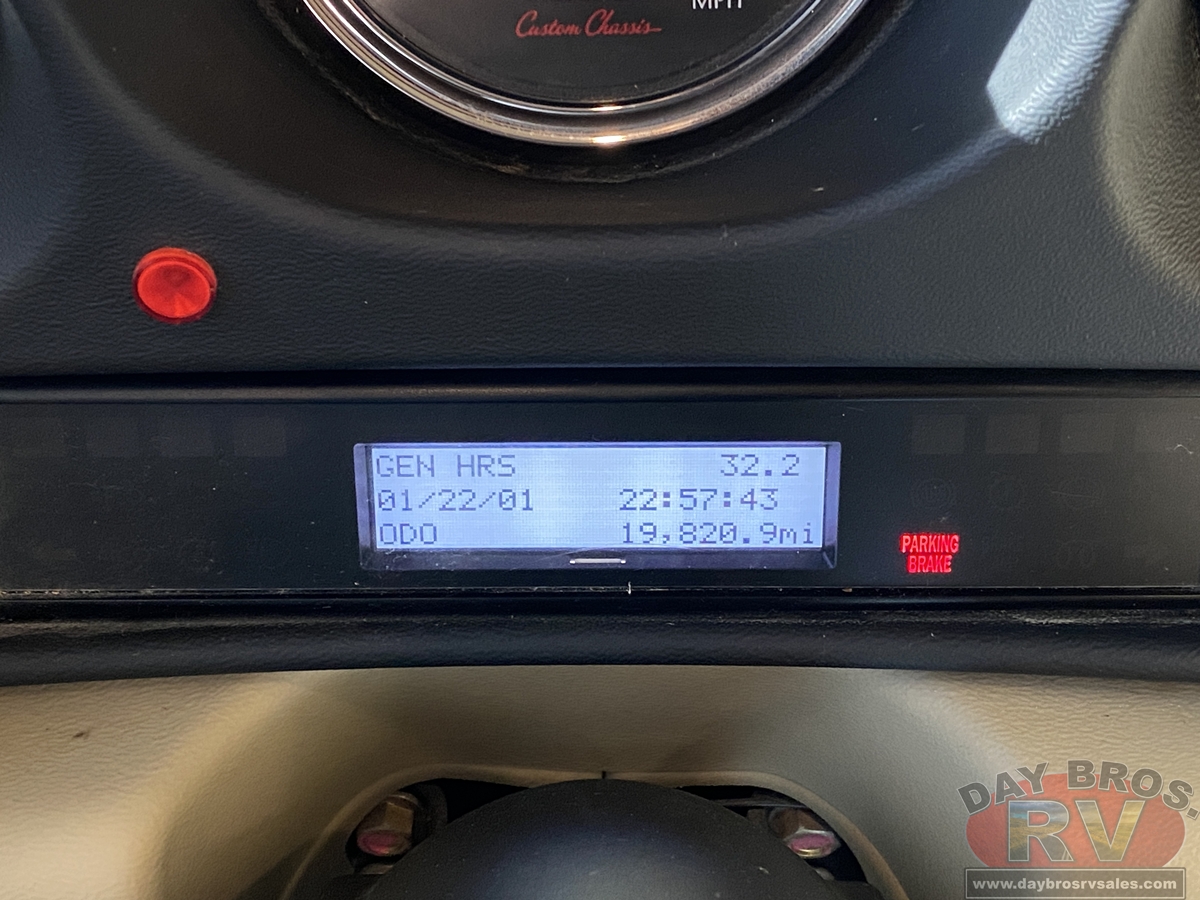 MPH
Custom Chassis
GEN HRS 32.2
01/22/01 22:57:43
ODO 19,820.9mi
PARKING
BRAKE
DAY BROS.
RV
www.daybrosrvsales.com